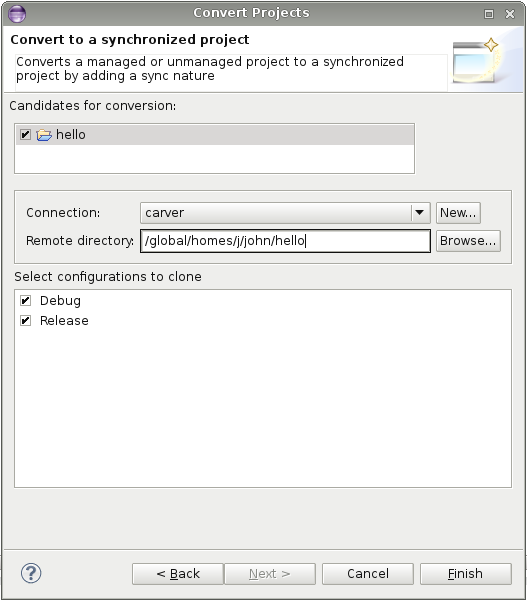 Convert Projects
Convert to a synchronized project
Converts a managed or unmanaged project to a synchronized
project by adding a sync nature
Candidates for conversion:
hello
Connection: carver New...
Remote directory: /global/homes/j/john/hello Browse...
Select configurations to clone
Debug
Release
? < Back Next > Cancel Finish